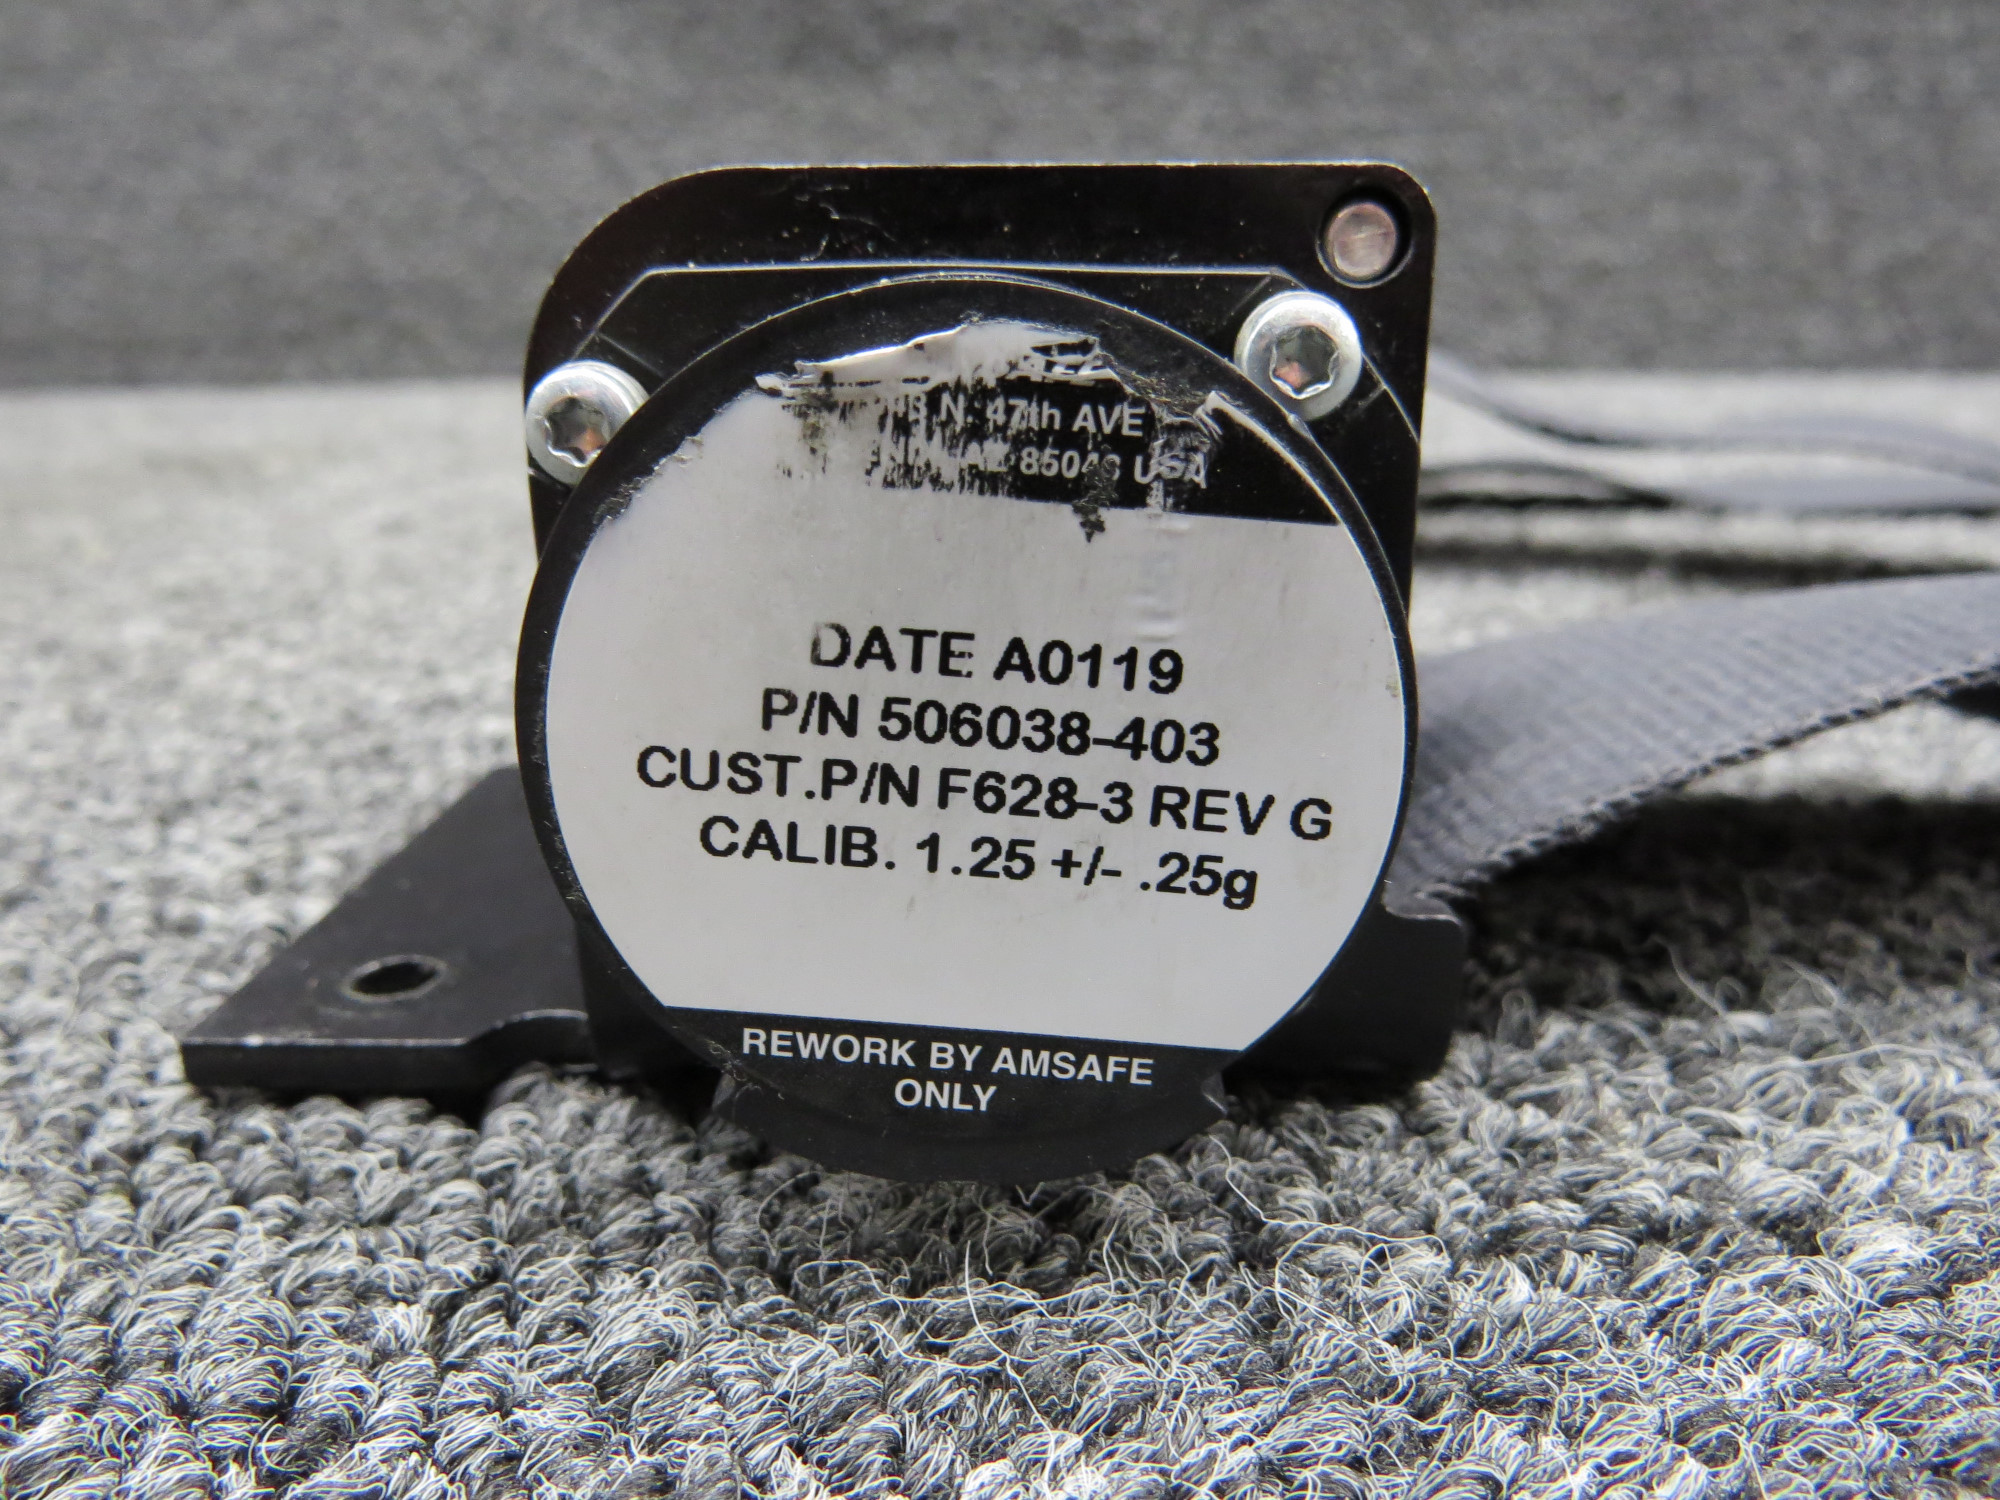 N. 47th AVE
USA
DATE A0119
P/N 506038-403
CUST.P/N F628-3 REV G
CALIB. 1.25 +/- .25g
REWORK BY AMSAFE
ONLY